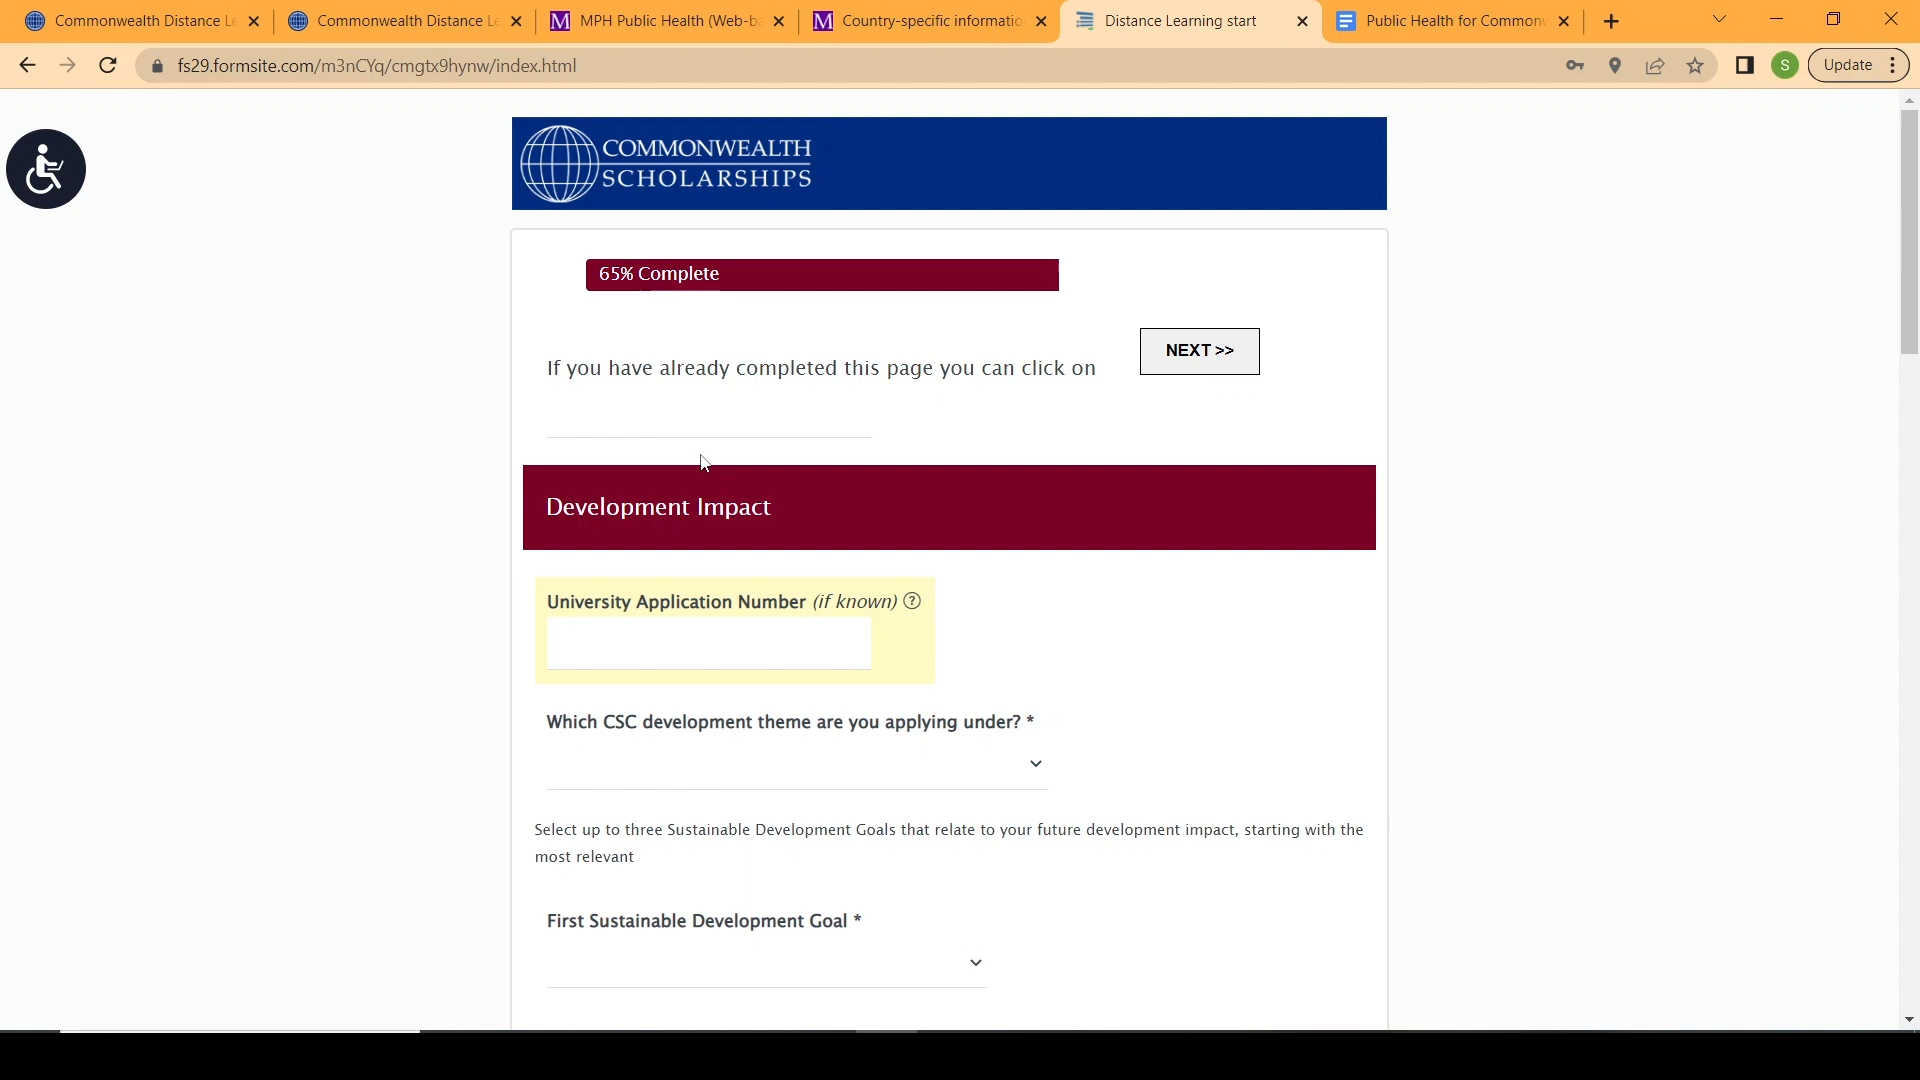 Commonwealth Distance Le
Commonwealth Distance Le
MPH Public Health (Web-ba
Country-specific informatio
Distance Learning start
Public Health for Common
fs29.formsite.com/m3nCYq/cmgtx9hynw/index.html
S
Update
COMMONWEALTH
SCHOLARSHIPS
65% Complete
NEXT >>
If you have already completed this page you can click on
Development Impact
University Application Number (if known) ?
Which CSC development theme are you applying under? *
Select up to three Sustainable Development Goals that relate to your future development impact, starting with the
most relevant
First Sustainable Development Goal *